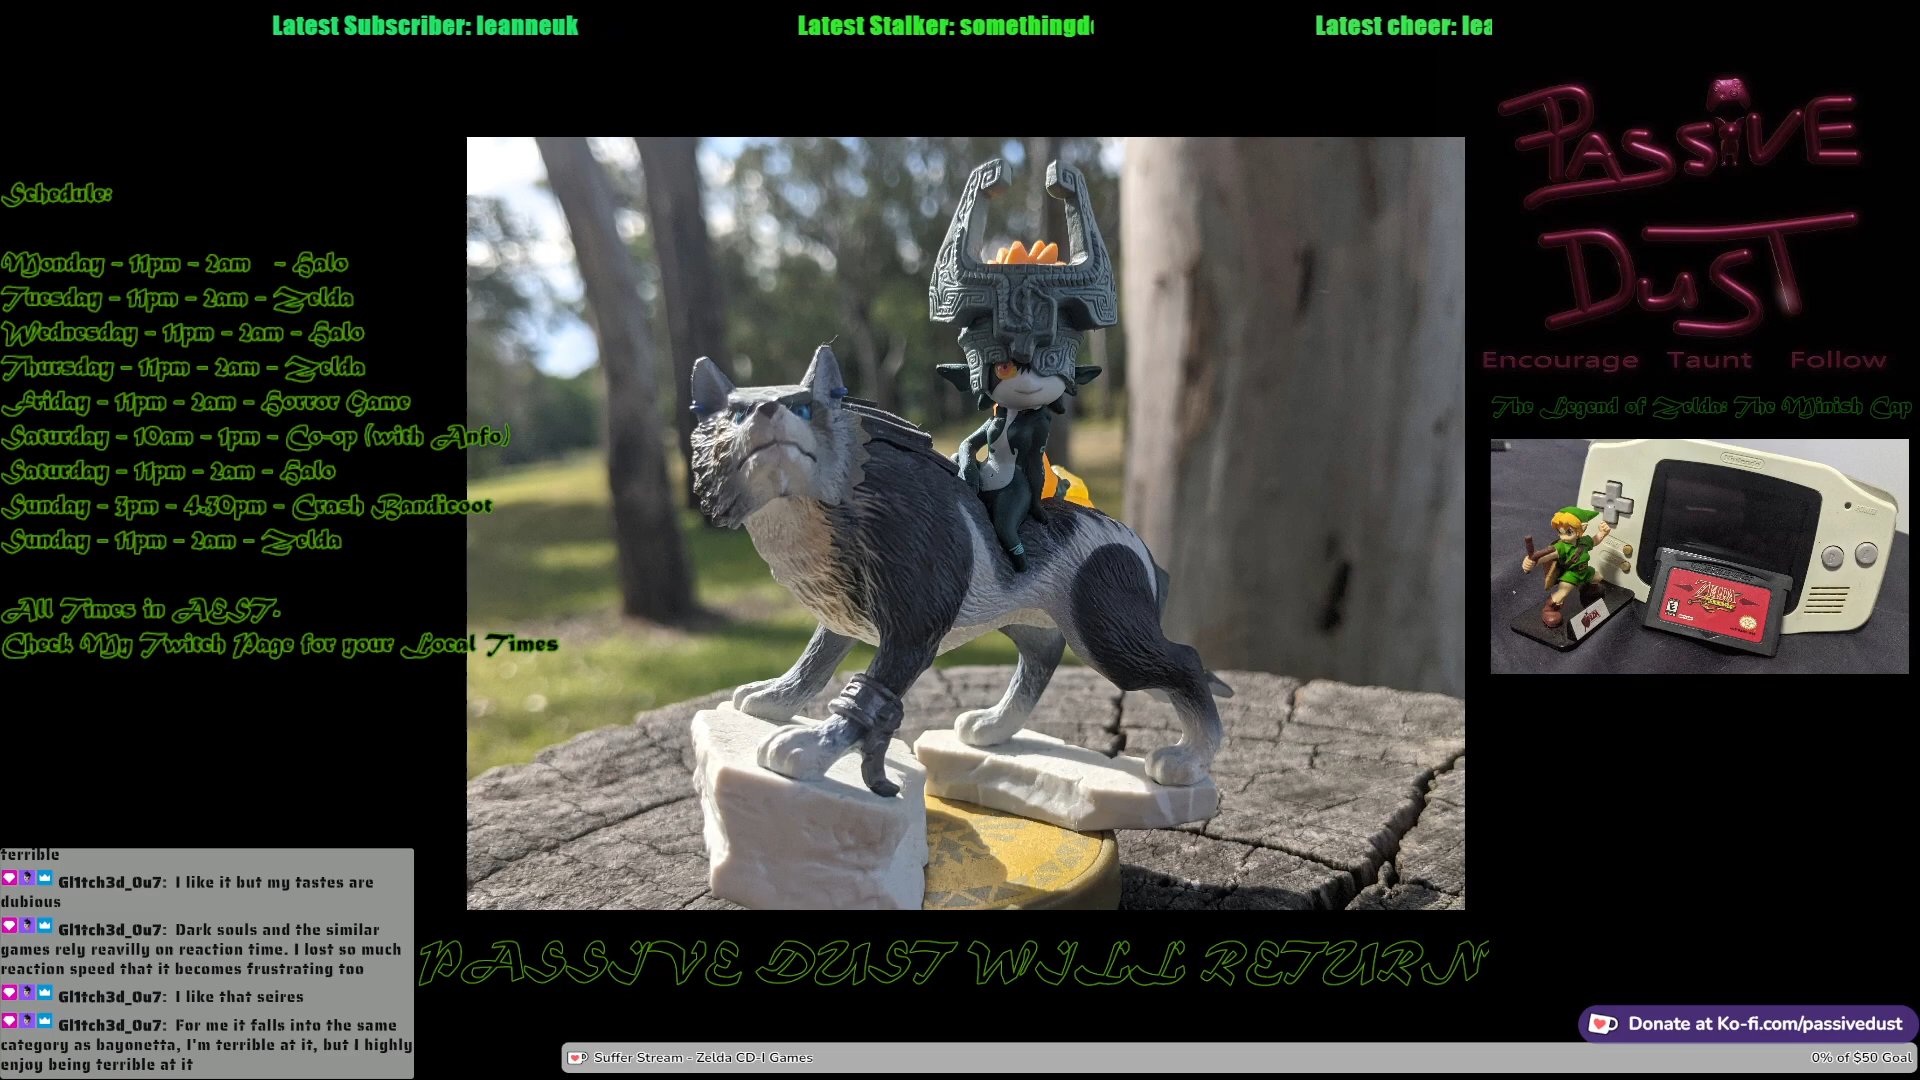 Latest Subscriber: leanneuk
Latest Stalker: somethingd
Latest cheer: lea
PASSIVE
DUST
Encourage Taunt Follow
The Legend of Zelda: The Minish Cap
Schedule:
Monday - 11pm - 2am - Halo
Tuesday - 11pm - 2am - Zelda
Wednesday - 11pm - 2am - Halo
Thursday - 11pm - 2am - Zelda
Friday - 11pm - 2am - Horror Game
Saturday - 10am - 1pm - Co-op (with Anfo)
Saturday - 11pm - 2am - Halo
Sunday - 3pm - 4.30pm - Crash Bandicoot
Sunday - 11pm - 2am - Zelda
All Times in AEST.
Check My Twitch Page for your Local Times
Nintendo
ZELDA
terrible
Gl1tch3d_0u7: I like it but my tastes are
dubious
Gl1tch3d_0u7: Dark souls and the similar
games rely reavilly on reaction time. I lost so much
reaction speed that it becomes frustrating too
Gl1tch3d_0u7: I like that seires
Gl1tch3d_0u7: For me it falls into the same
category as bayonetta, I'm terrible at it, but I highly
enjoy being terrible at it
PASSIVE DUST WILL RETURN
Donate at Ko-fi.com/passivedust
Suffer Stream - Zelda CD-I Games
0% of $50 Goal